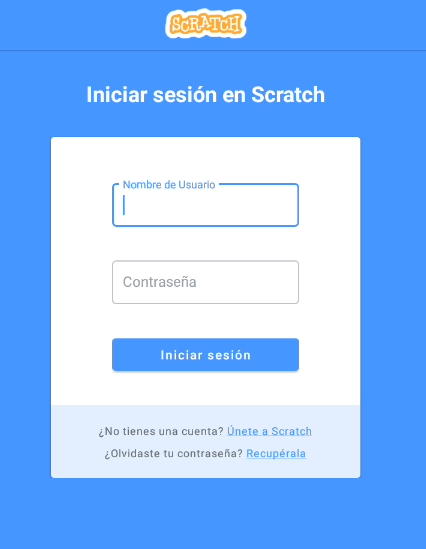 SCRATCH
Iniciar sesión en Scratch
Nombre de Usuario
Contraseña
Iniciar sesión
¿No tienes una cuenta? Únete a Scratch
¿Olvidaste tu contraseña? Recupérala